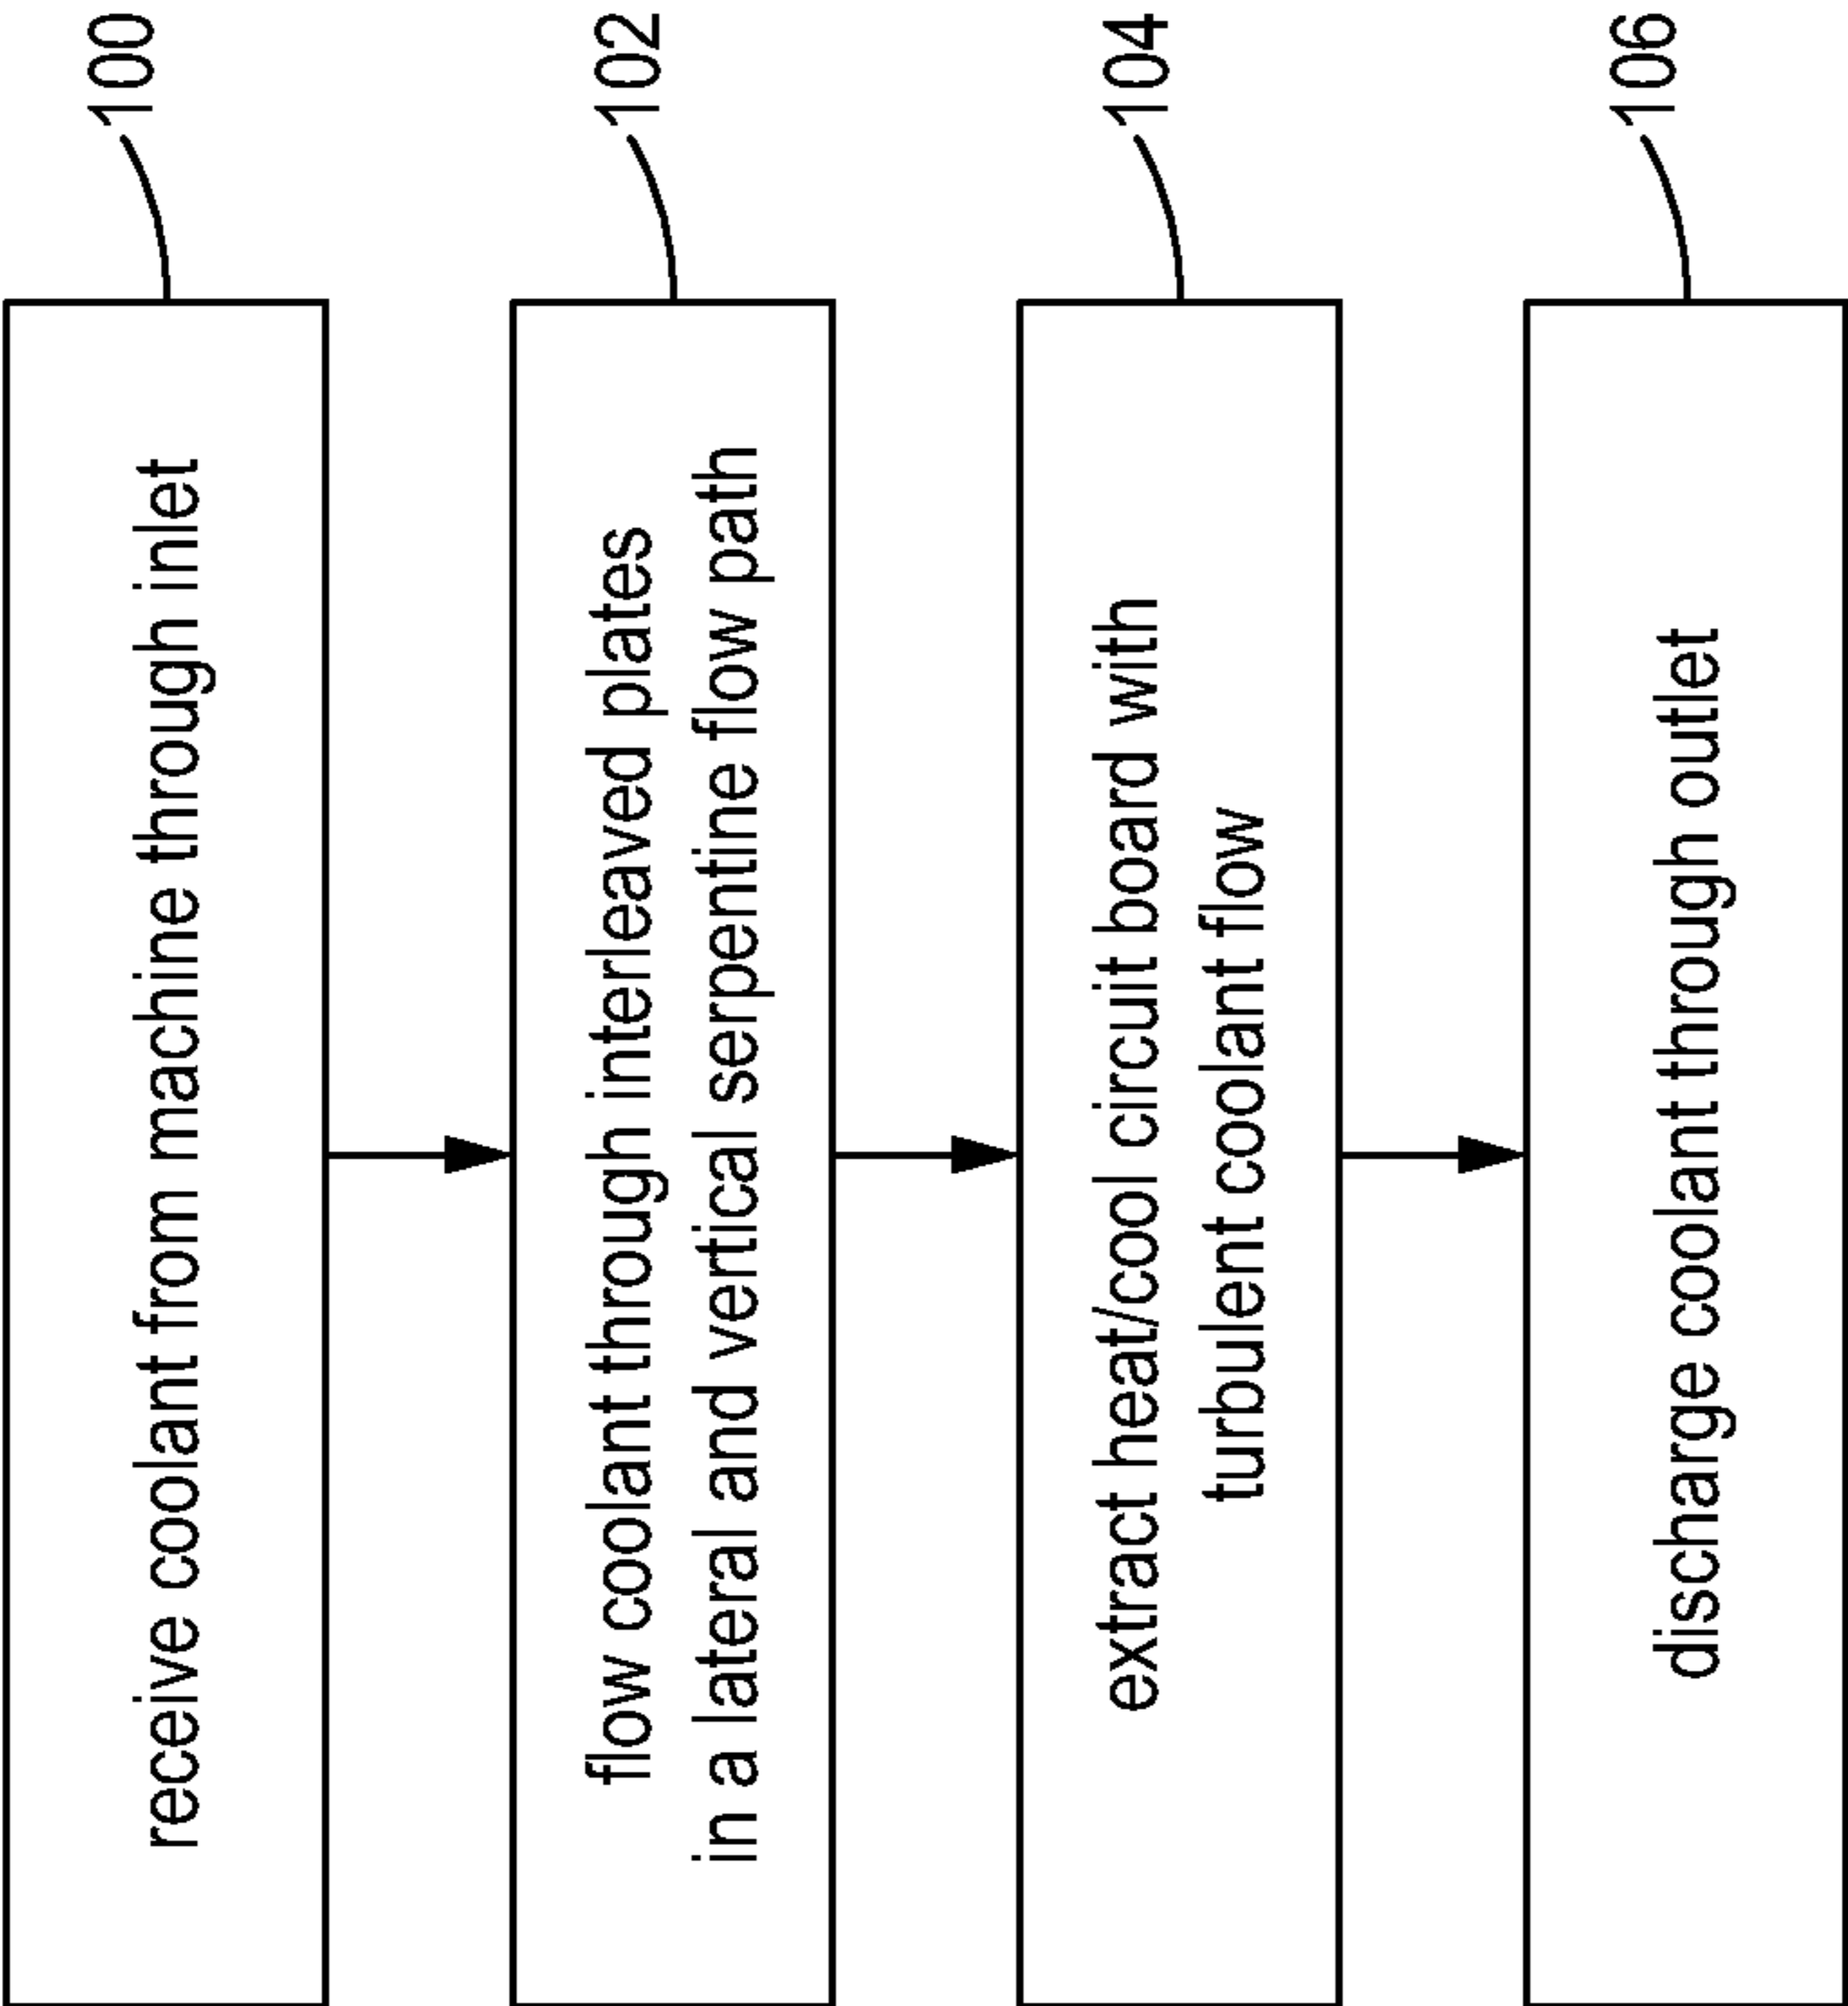 receive coolant from machine through inlet
100
flow coolant through interleaved plates
in a lateral and vertical serpentine flow path
102
extract heat/cool circuit board with
turbulent coolant flow
104
discharge coolant through outlet
106